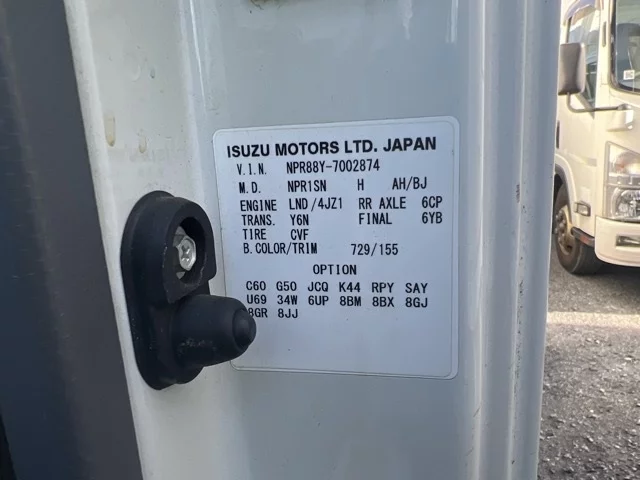 ISUZU MOTORS LTD. JAPAN
V.I.N. NPR88Y-7002874
M.D. NPR1SN H AH/BJ
ENGINE LND/4JZ1 RR AXLE 6CP
TRANS. Y6N FINAL 6YB
TIRE CVF
B.COLOR/TRIM 729/155
OPTION
C60 G50 JCQ K44 RPY SAY
U69 34W 6UP 8BM 8BX 8GJ
8GR 8JJ